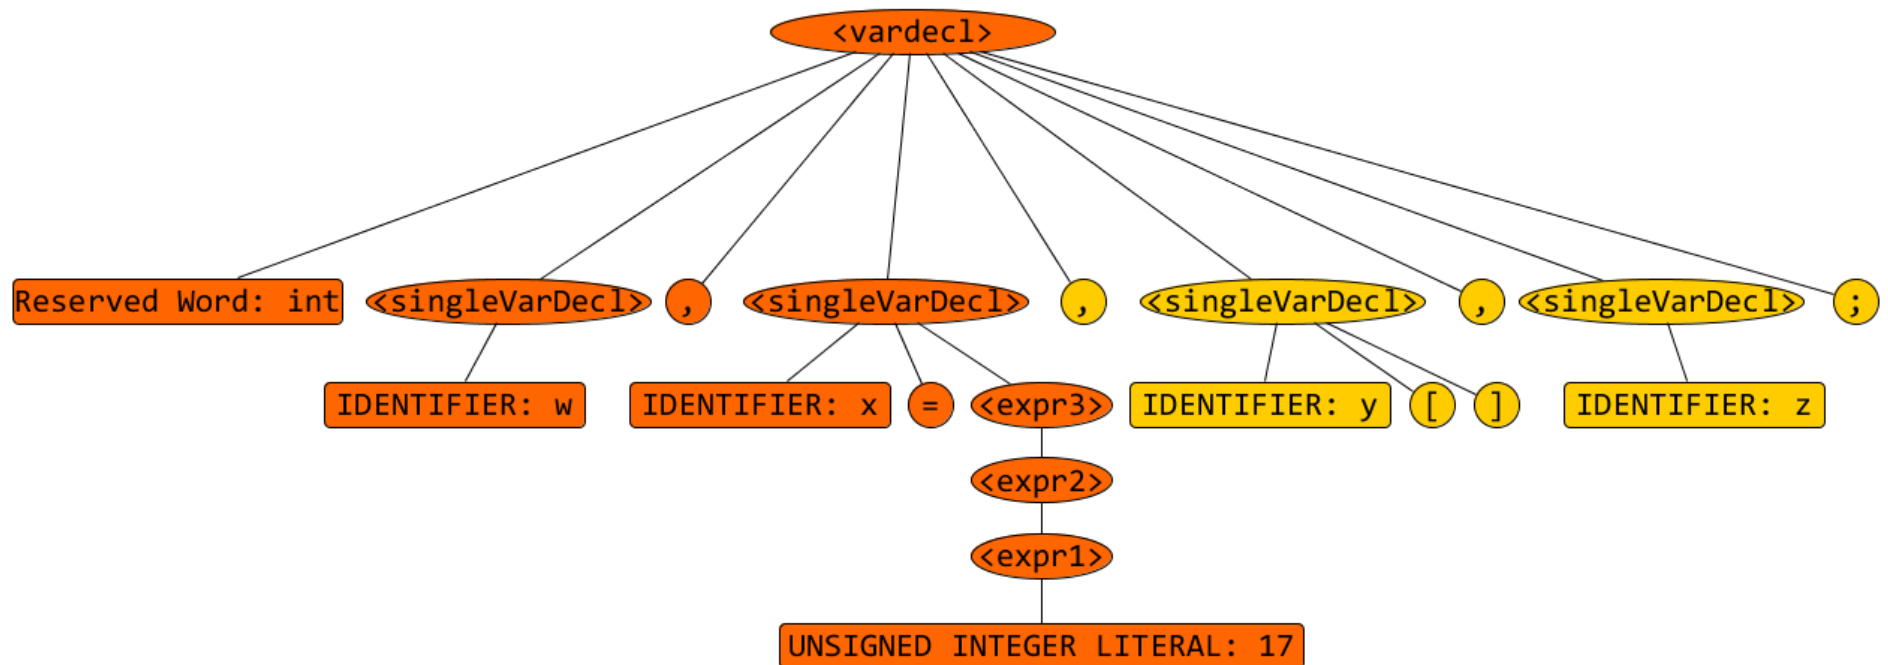 <vardecl>
Reserved Word: int <singleVarDecl> , <singleVarDecl> , <singleVarDecl> , <singleVarDecl> ;
IDENTIFIER: w IDENTIFIER: x = <expr3> IDENTIFIER: y [ ] IDENTIFIER: z
<expr2>
<expr1>
UNSIGNED INTEGER LITERAL: 17